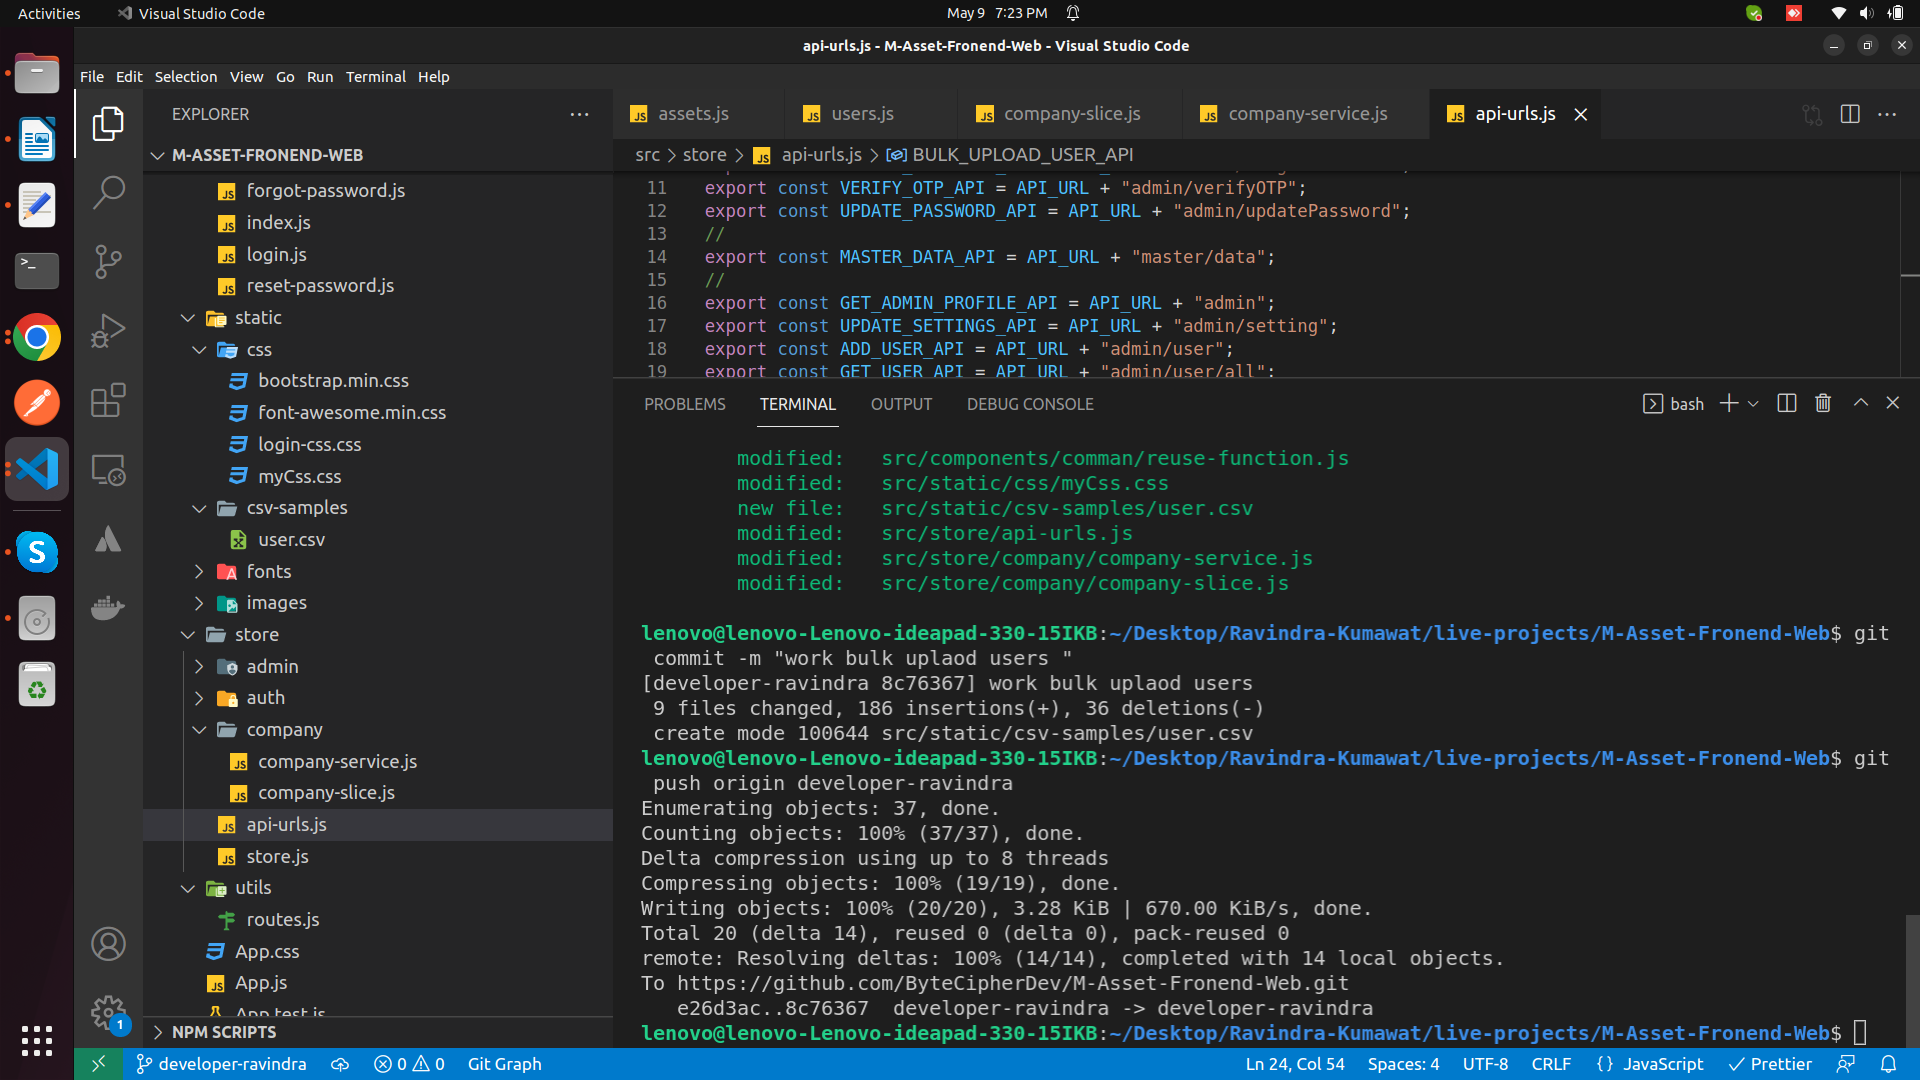 Activities
Visual Studio Code
May 9 7:23 PM
api-urls.js - M-Asset-Fronend-Web - Visual Studio Code
File Edit Selection View Go Run Terminal Help
EXPLORER
M-ASSET-FRONEND-WEB
forgot-password.js
index.js
login.js
reset-password.js
static
css
bootstrap.min.css
font-awesome.min.css
login-css.css
myCss.css
csv-samples
user.csv
fonts
images
store
admin
auth
company
company-service.js
company-slice.js
api-urls.js
store.js
utils
routes.js
App.css
App.js
App.test.js
NPM SCRIPTS
1
assets.js
users.js
company-slice.js
company-service.js
api-urls.js
src > store > api-urls.js > BULK_UPLOAD_USER_API
11 export const VERIFY_OTP_API = API_URL + "admin/verifyOTP";
12 export const UPDATE_PASSWORD_API = API_URL + "admin/updatePassword";
13 //
14 export const MASTER_DATA_API = API_URL + "master/data";
15 //
16 export const GET_ADMIN_PROFILE_API = API_URL + "admin";
17 export const UPDATE_SETTINGS_API = API_URL + "admin/setting";
18 export const ADD_USER_API = API_URL + "admin/user";
19 export const GET_USER_API = API_URL + "admin/user/all";
PROBLEMS TERMINAL OUTPUT DEBUG CONSOLE
bash
modified: src/components/comman/reuse-function.js
modified: src/static/css/myCss.css
new file: src/static/csv-samples/user.csv
modified: src/store/api-urls.js
modified: src/store/company/company-service.js
modified: src/store/company/company-slice.js
lenovo@lenovo-Lenovo-ideapad-330-15IKB:~/Desktop/Ravindra-Kumawat/live-projects/M-Asset-Fronend-Web$ git
commit -m "work bulk uplaod users "
[developer-ravindra 8c76367] work bulk uplaod users
9 files changed, 186 insertions(+), 36 deletions(-)
create mode 100644 src/static/csv-samples/user.csv
lenovo@lenovo-Lenovo-ideapad-330-15IKB:~/Desktop/Ravindra-Kumawat/live-projects/M-Asset-Fronend-Web$ git
push origin developer-ravindra
Enumerating objects: 37, done.
Counting objects: 100% (37/37), done.
Delta compression using up to 8 threads
Compressing objects: 100% (19/19), done.
Writing objects: 100% (20/20), 3.28 KiB | 670.00 KiB/s, done.
Total 20 (delta 14), reused 0 (delta 0), pack-reused 0
remote: Resolving deltas: 100% (14/14), completed with 14 local objects.
To https://github.com/ByteCipherDev/M-Asset-Fronend-Web.git
e26d3ac..8c76367 developer-ravindra -> developer-ravindra
lenovo@lenovo-Lenovo-ideapad-330-15IKB:~/Desktop/Ravindra-Kumawat/live-projects/M-Asset-Fronend-Web$
developer-ravindra 0 0 Git Graph
Ln 24, Col 54 Spaces: 4 UTF-8 CRLF {} JavaScript Prettier